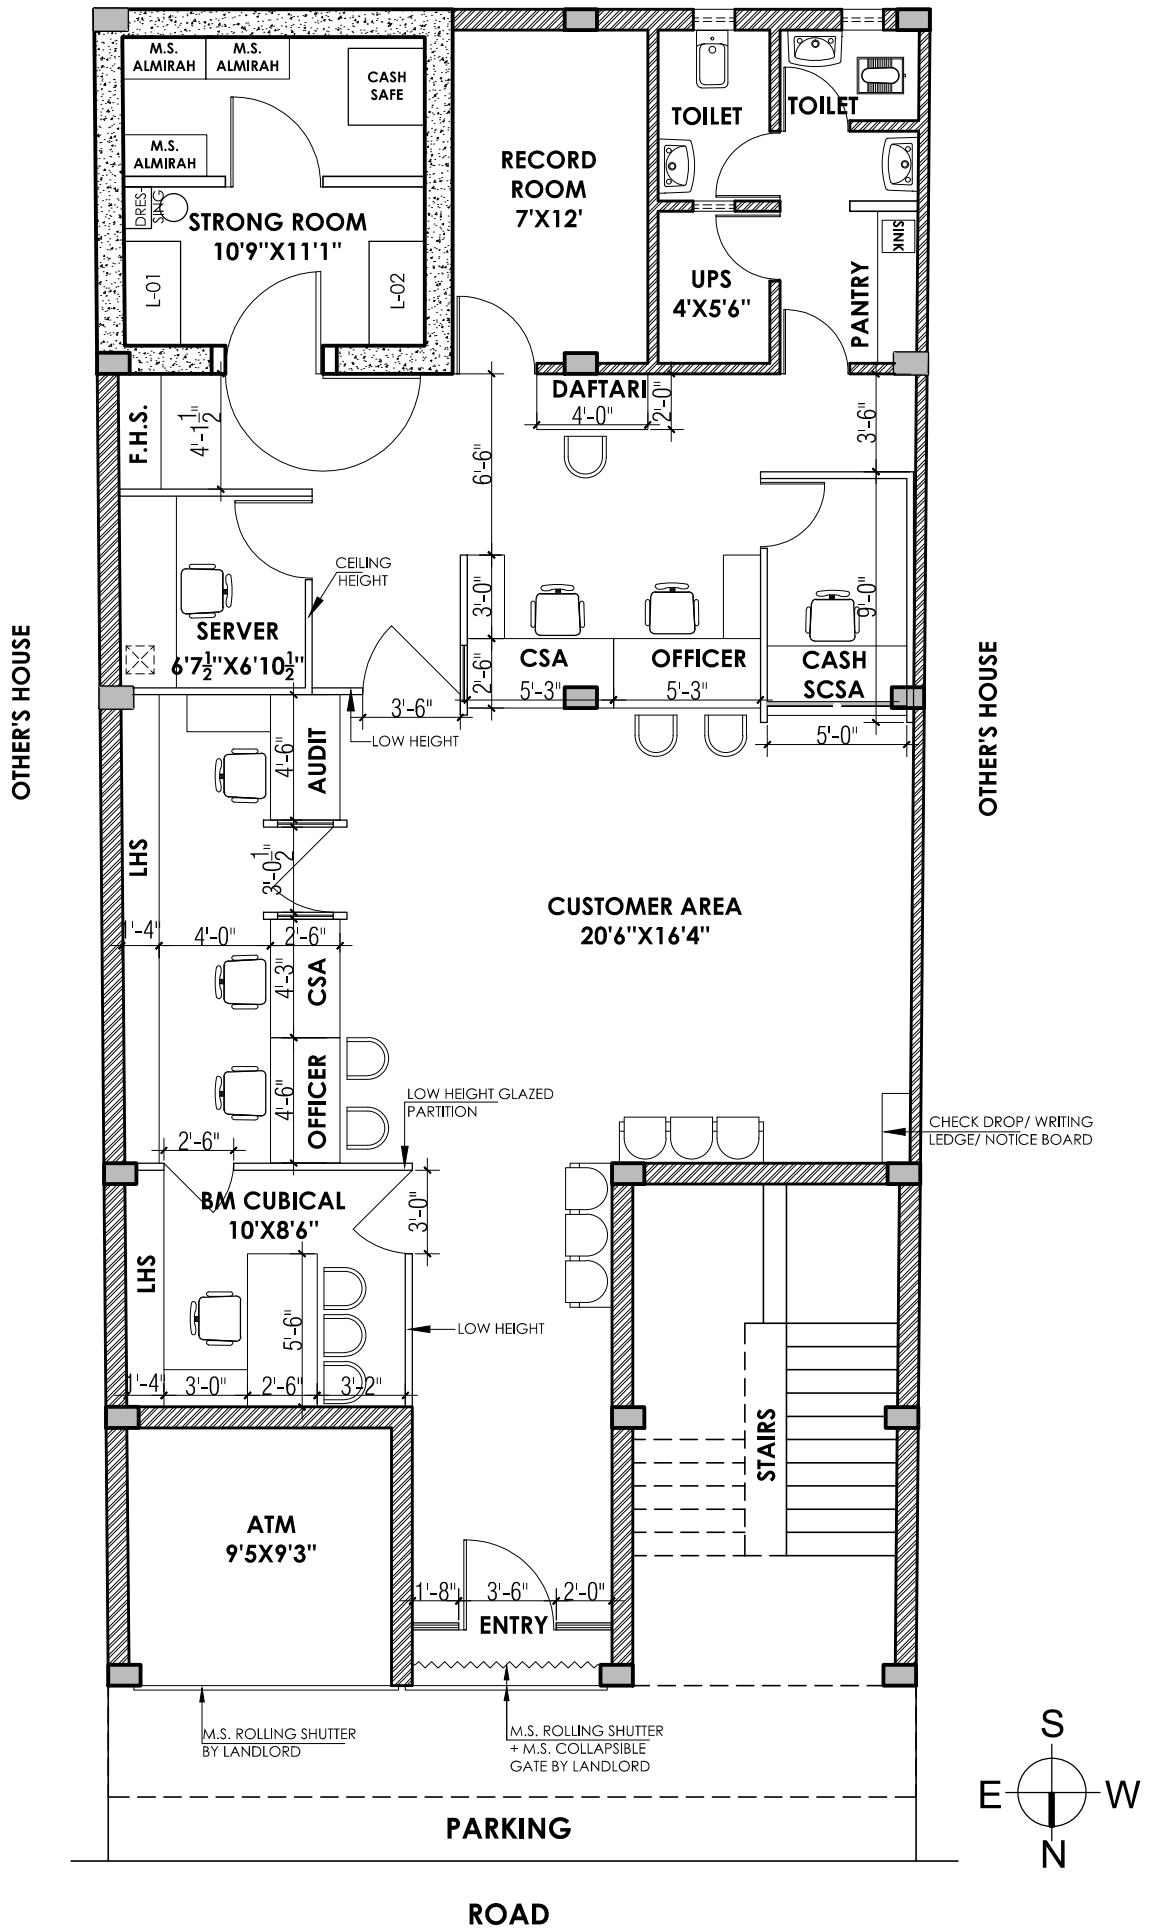 M.S.
ALMIRAH
M.S.
ALMIRAH
CASH
SAFE
M.S.
ALMIRAH
DRES-
SING
STRONG ROOM
10'9"X11'1"
L-01
L-02
RECORD
ROOM
7'X12'
TOILET
TOILET
UPS
4'X5'6"
SINK
PANTRY
F.H.S.
4'-1½"
DAFTARI
4'-0"
2'-0"
3'-6"
6'-6"
CEILING
HEIGHT
SERVER
6'7½"X6'10½"
3'-0"
2'-6"
CSA
5'-3"
OFFICER
5'-3"
9'-0"
CASH
SCSA
5'-0"
3'-6"
LOW HEIGHT
OTHER'S HOUSE
OTHER'S HOUSE
4'-6"
AUDIT
LHS
3'-0½"
CUSTOMER AREA
20'6"X16'4"
1'-4"
4'-0"
2'-6"
4'-3"
CSA
4'-6"
OFFICER
LOW HEIGHT GLAZED
PARTITION
CHECK DROP/ WRITING
LEDGE/ NOTICE BOARD
2'-6"
BM CUBICAL
10'X8'6"
3'-0"
LHS
5'-6"
LOW HEIGHT
1'-4"
3'-0"
2'-6"
3'-2"
STAIRS
ATM
9'5X9'3"
1'-8"
3'-6"
2'-0"
ENTRY
M.S. ROLLING SHUTTER
BY LANDLORD
M.S. ROLLING SHUTTER
+ M.S. COLLAPSIBLE
GATE BY LANDLORD
S
E
W
N
PARKING
ROAD